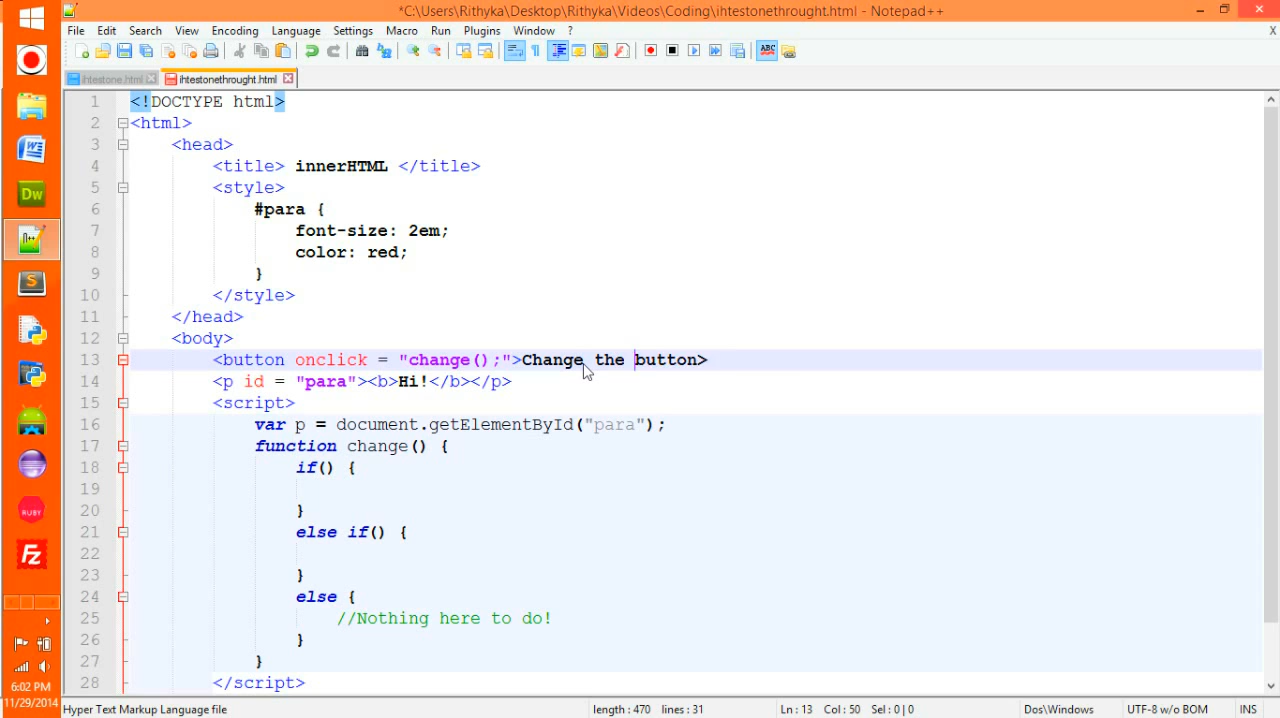 *C:\Users\Rithyka\Desktop\Rithyka\Videos\Coding\ihtestonethrought.html - Notepad++
File Edit Search View Encoding Language Settings Macro Run Plugins Window ? X
ihtestone.html ihtestonethrought.html
1 <!DOCTYPE html>
2 <html>
3 <head>
4 <title> innerHTML </title>
5 <style>
6 #para {
7 font-size: 2em;
8 color: red;
9 }
10 </style>
11 </head>
12 <body>
13 <button onclick = "change();">Change the button>
14 <p id = "para"><b>Hi!</b></p>
15 <script>
16 var p = document.getElementById("para");
17 function change() {
18 if() {
19
20 }
21 else if() {
22
23 }
24 else {
25 //Nothing here to do!
26 }
27 }
28 </script>
Dw
S
RUBY
FZ
6:02 PM
11/29/2014
Hyper Text Markup Language file length : 470 lines : 31 Ln : 13 Col : 50 Sel : 0 | 0 Dos\Windows UTF-8 w/o BOM INS